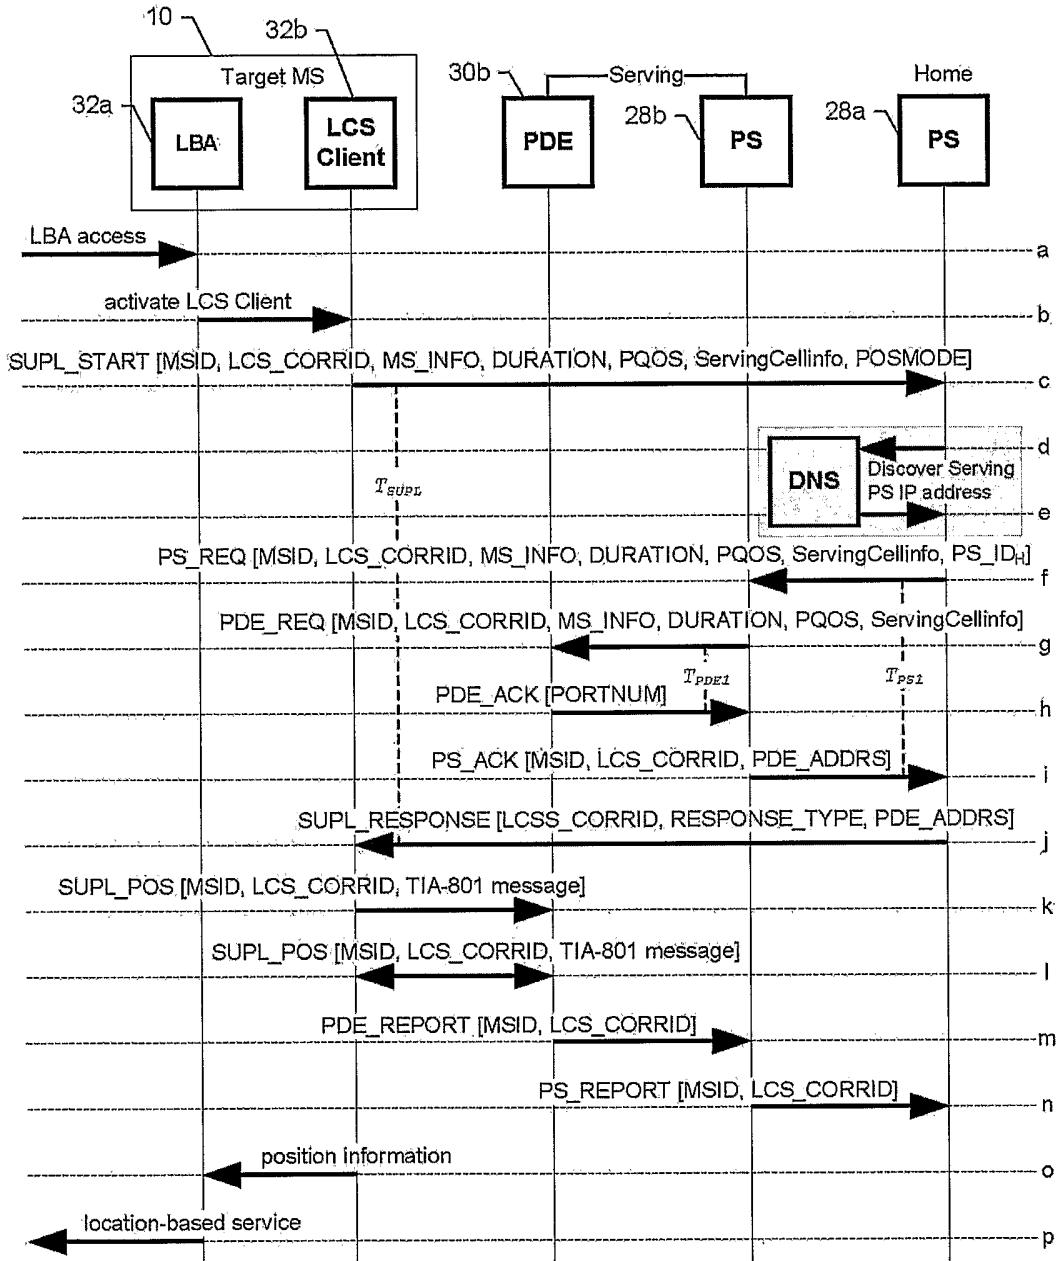 10
32b
Target MS
30b
Serving
Home
32a
28b
28a
LBA
LCS
Client
PDE
PS
PS
LBA access
a
activate LCS Client
b
SUPL_START [MSID, LCS_CORRID, MS_INFO, DURATION, PQOS, ServingCellinfo, POSMODE]
c
d
DNS
Discover Serving
PS IP address
TSUPL
e
PS_REQ [MSID, LCS_CORRID, MS_INFO, DURATION, PQOS, ServingCellinfo, PS_IDH]
f
PDE_REQ [MSID, LCS_CORRID, MS_INFO, DURATION, PQOS, ServingCellinfo]
g
TPDE1
TPS1
PDE_ACK [PORTNUM]
h
PS_ACK [MSID, LCS_CORRID, PDE_ADDRS]
i
SUPL_RESPONSE [LCSS_CORRID, RESPONSE_TYPE, PDE_ADDRS]
j
SUPL_POS [MSID, LCS_CORRID, TIA-801 message]
k
SUPL_POS [MSID, LCS_CORRID, TIA-801 message]
l
PDE_REPORT [MSID, LCS_CORRID]
m
PS_REPORT [MSID, LCS_CORRID]
n
position information
o
location-based service
p